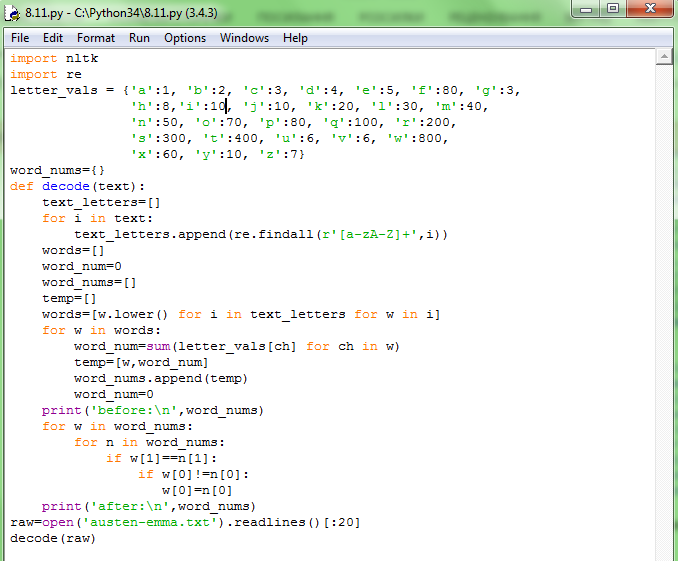 8.11.py - C:\Python34\8.11.py (3.4.3)
File Edit Format Run Options Windows Help
import nltk
import re
letter_vals = {'a':1, 'b':2, 'c':3, 'd':4, 'e':5, 'f':80, 'g':3,
'h':8,'i':10, 'j':10, 'k':20, 'l':30, 'm':40,
'n':50, 'o':70, 'p':80, 'q':100, 'r':200,
's':300, 't':400, 'u':6, 'v':6, 'w':800,
'x':60, 'y':10, 'z':7}
word_nums={}
def decode(text):
    text_letters=[]
    for i in text:
        text_letters.append(re.findall(r'[a-zA-Z]+',i))
    words=[]
    word_num=0
    word_nums=[]
    temp=[]
    words=[w.lower() for i in text_letters for w in i]
    for w in words:
        word_num=sum(letter_vals[ch] for ch in w)
        temp=[w,word_num]
        word_nums.append(temp)
        word_num=0
    print('before:\n',word_nums)
    for w in word_nums:
        for n in word_nums:
            if w[1]==n[1]:
                if w[0]!=n[0]:
                   w[0]=n[0]
    print('after:\n',word_nums)
raw=open('austen-emma.txt').readlines()[:20]
decode(raw)